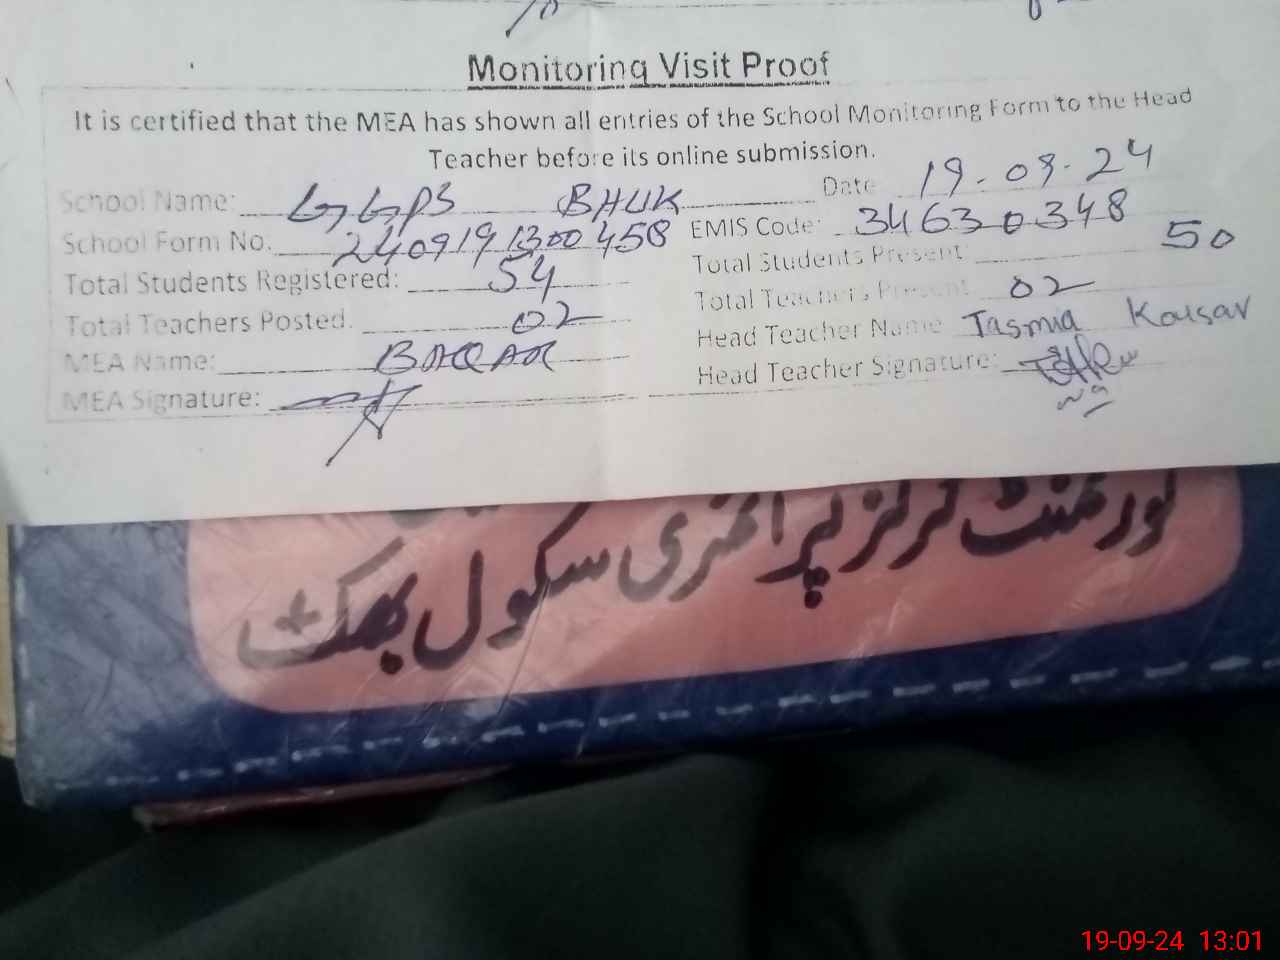 Monitoring Visit Proof
It is certified that the MEA has shown all entries of the School Monitoring Form to the Head
Teacher before its online submission.
School Name: GGPS BHUK Date 19-09-24
School Form No. 2409191300458 EMIS Code: 34630348
Total Students Registered: 54 Total Students Present: 50
Total Teachers Posted. 02 Total Teachers Present 02
MEA Name: BAQAR Head Teacher Name Tasmia Kousar
MEA Signature: Head Teacher Signature:
گورنمنٹ گرلز پرائمری سکول بھکٹ
19-09-24 13:01